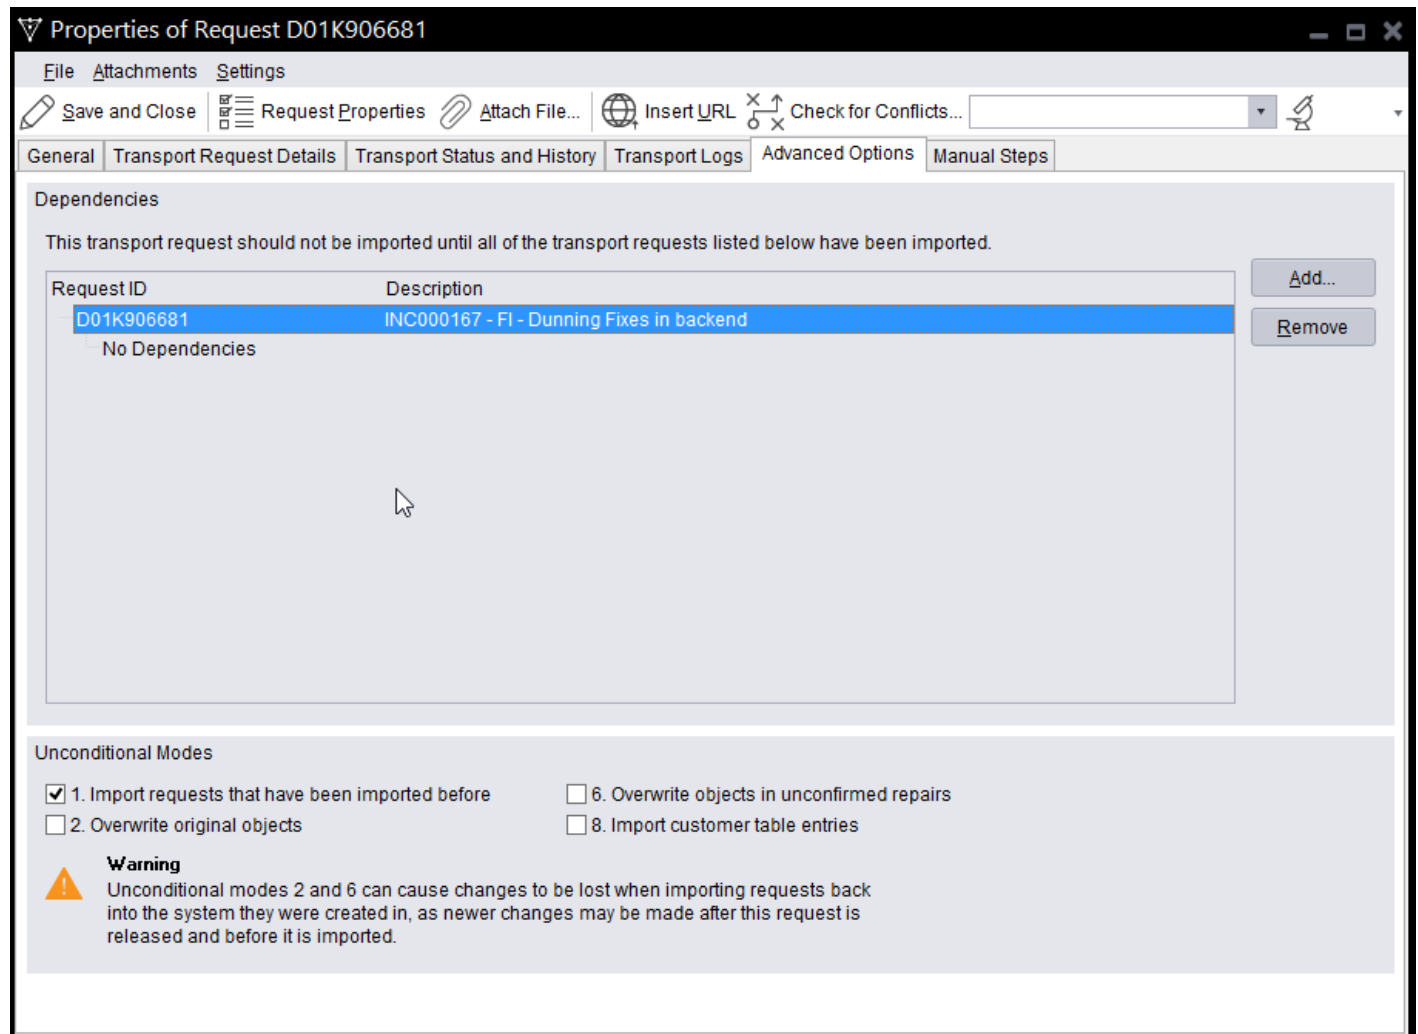 Properties of Request D01K906681
File Attachments Settings
Save and Close Request Properties Attach File... Insert URL Check for Conflicts...
General Transport Request Details Transport Status and History Transport Logs Advanced Options Manual Steps
Dependencies
This transport request should not be imported until all of the transport requests listed below have been imported.
Add...
Request ID Description
D01K906681 INC000167 - FI - Dunning Fixes in backend
Remove
No Dependencies
Unconditional Modes
1. Import requests that have been imported before 6. Overwrite objects in unconfirmed repairs
2. Overwrite original objects 8. Import customer table entries
Warning
Unconditional modes 2 and 6 can cause changes to be lost when importing requests back
into the system they were created in, as newer changes may be made after this request is
released and before it is imported.